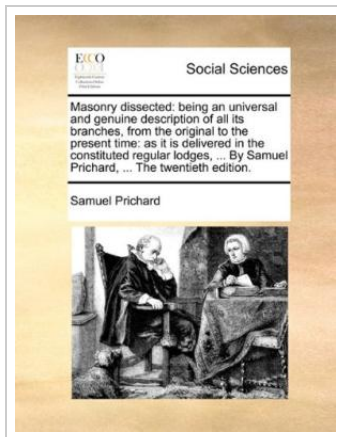 ECCO
Social Sciences
Masonry dissected: being an universal
and genuine description of all its
branches, from the original to the
present time: as it is delivered in the
constituted regular lodges, ... By Samuel
Prichard, ... The twentieth edition.
Samuel Prichard